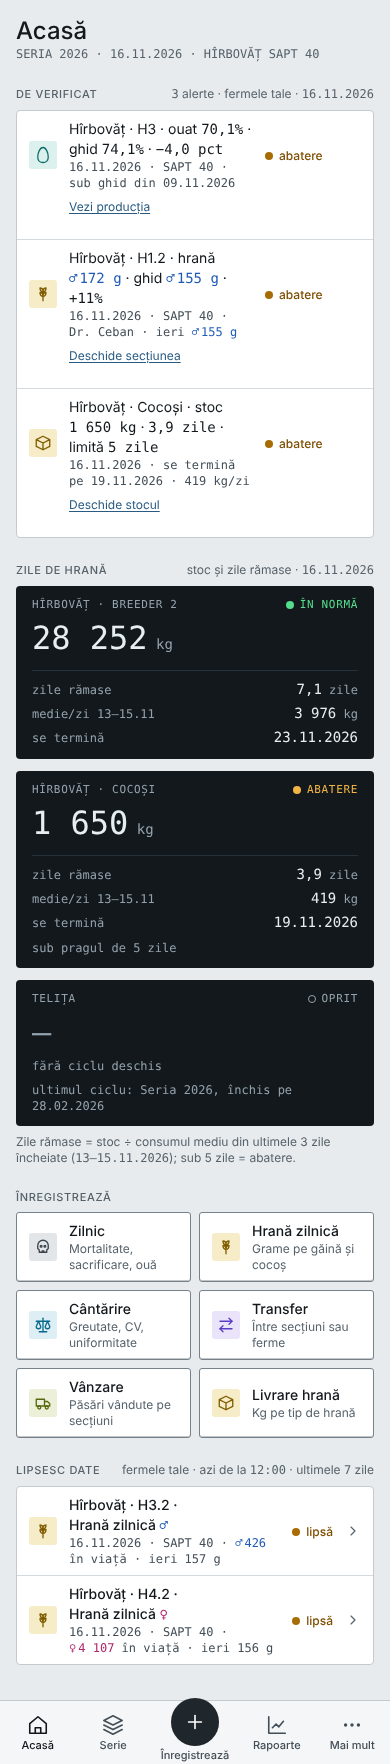 Acasă
SERIA 2026 · 16.11.2026 · HÎRBOVĂȚ SAPT 40
DE VERIFICAT
3 alerte · fermele tale · 16.11.2026
Hîrbovăț · H3 · ouat 70,1% ·
ghid 74,1% · −4,0 pct
16.11.2026 · SAPT 40 ·
sub ghid din 09.11.2026
Vezi producția
abatere
Hîrbovăț · H1.2 · hrană
♂172 g · ghid ♂155 g ·
+11%
16.11.2026 · SAPT 40 ·
Dr. Ceban · ieri ♂155 g
Deschide secțiunea
abatere
Hîrbovăț · Cocoși · stoc
1 650 kg · 3,9 zile ·
limită 5 zile
16.11.2026 · se termină
pe 19.11.2026 · 419 kg/zi
Deschide stocul
abatere
ZILE DE HRANĂ
stoc și zile rămase · 16.11.2026
HÎRBOVĂȚ · BREEDER 2
ÎN NORMĂ
28 252 kg
zile rămase 7,1 zile
medie/zi 13–15.11 3 976 kg
se termină 23.11.2026
HÎRBOVĂȚ · COCOȘI
ABATERE
1 650 kg
zile rămase 3,9 zile
medie/zi 13–15.11 419 kg
se termină 19.11.2026
sub pragul de 5 zile
TELIȚA
OPRIT
—
fără ciclu deschis
ultimul ciclu: Seria 2026, închis pe
28.02.2026
Zile rămase = stoc ÷ consumul mediu din ultimele 3 zile
încheiate (13–15.11.2026); sub 5 zile = abatere.
ÎNREGISTREAZĂ
Zilnic
Mortalitate,
sacrificare, ouă
Hrană zilnică
Grame pe găină și
cocoș
Cântărire
Greutate, CV,
uniformitate
Transfer
Între secțiuni sau
ferme
Vânzare
Păsări vândute pe
secțiuni
Livrare hrană
Kg pe tip de hrană
LIPSESC DATE
fermele tale · azi de la 12:00 · ultimele 7 zile
Hîrbovăț · H3.2 ·
Hrană zilnică ♂
16.11.2026 · SAPT 40 · ♂426
în viață · ieri 157 g
lipsă
Hîrbovăț · H4.2 ·
Hrană zilnică ♀
16.11.2026 · SAPT 40 ·
♀4 107 în viață · ieri 156 g
lipsă
Acasă
Serie
Înregistrează
Rapoarte
Mai mult